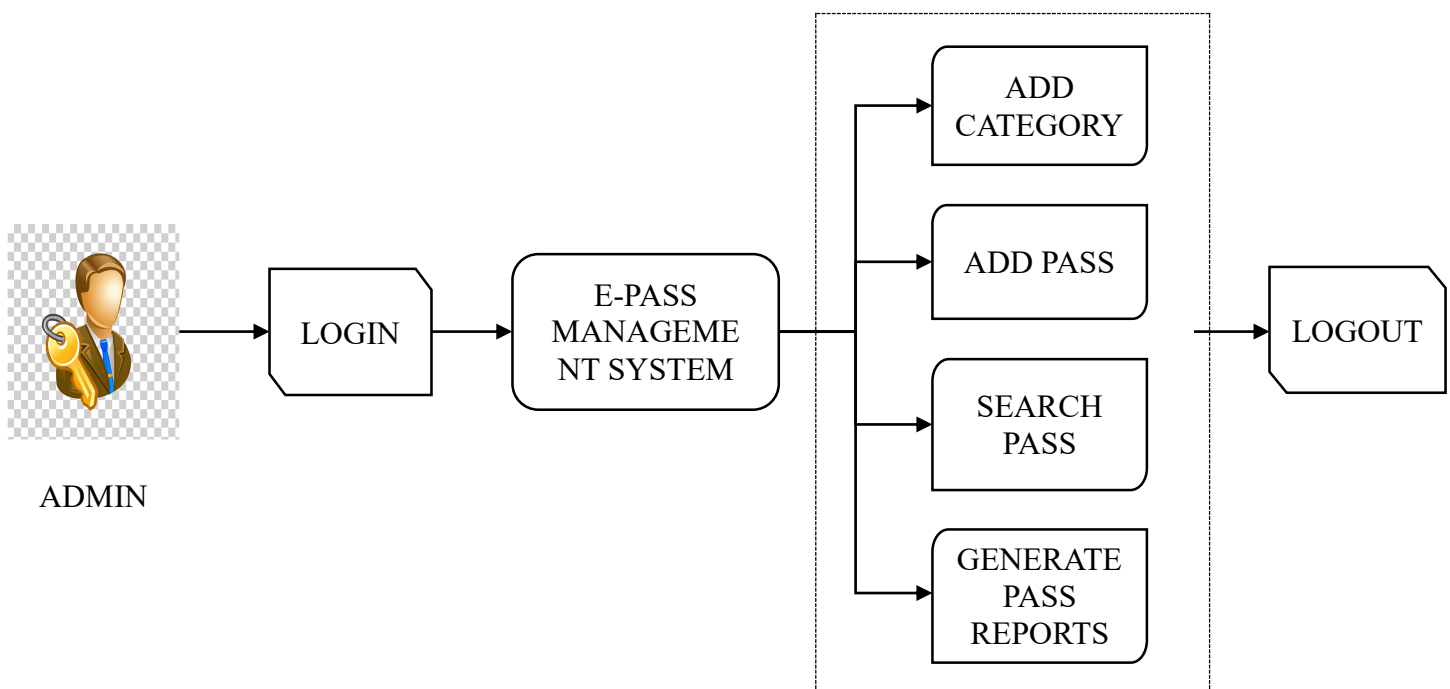 ADMIN
LOGIN
E-PASS
MANAGEME
NT SYSTEM
ADD
CATEGORY
ADD PASS
SEARCH
PASS
GENERATE
PASS
REPORTS
LOGOUT